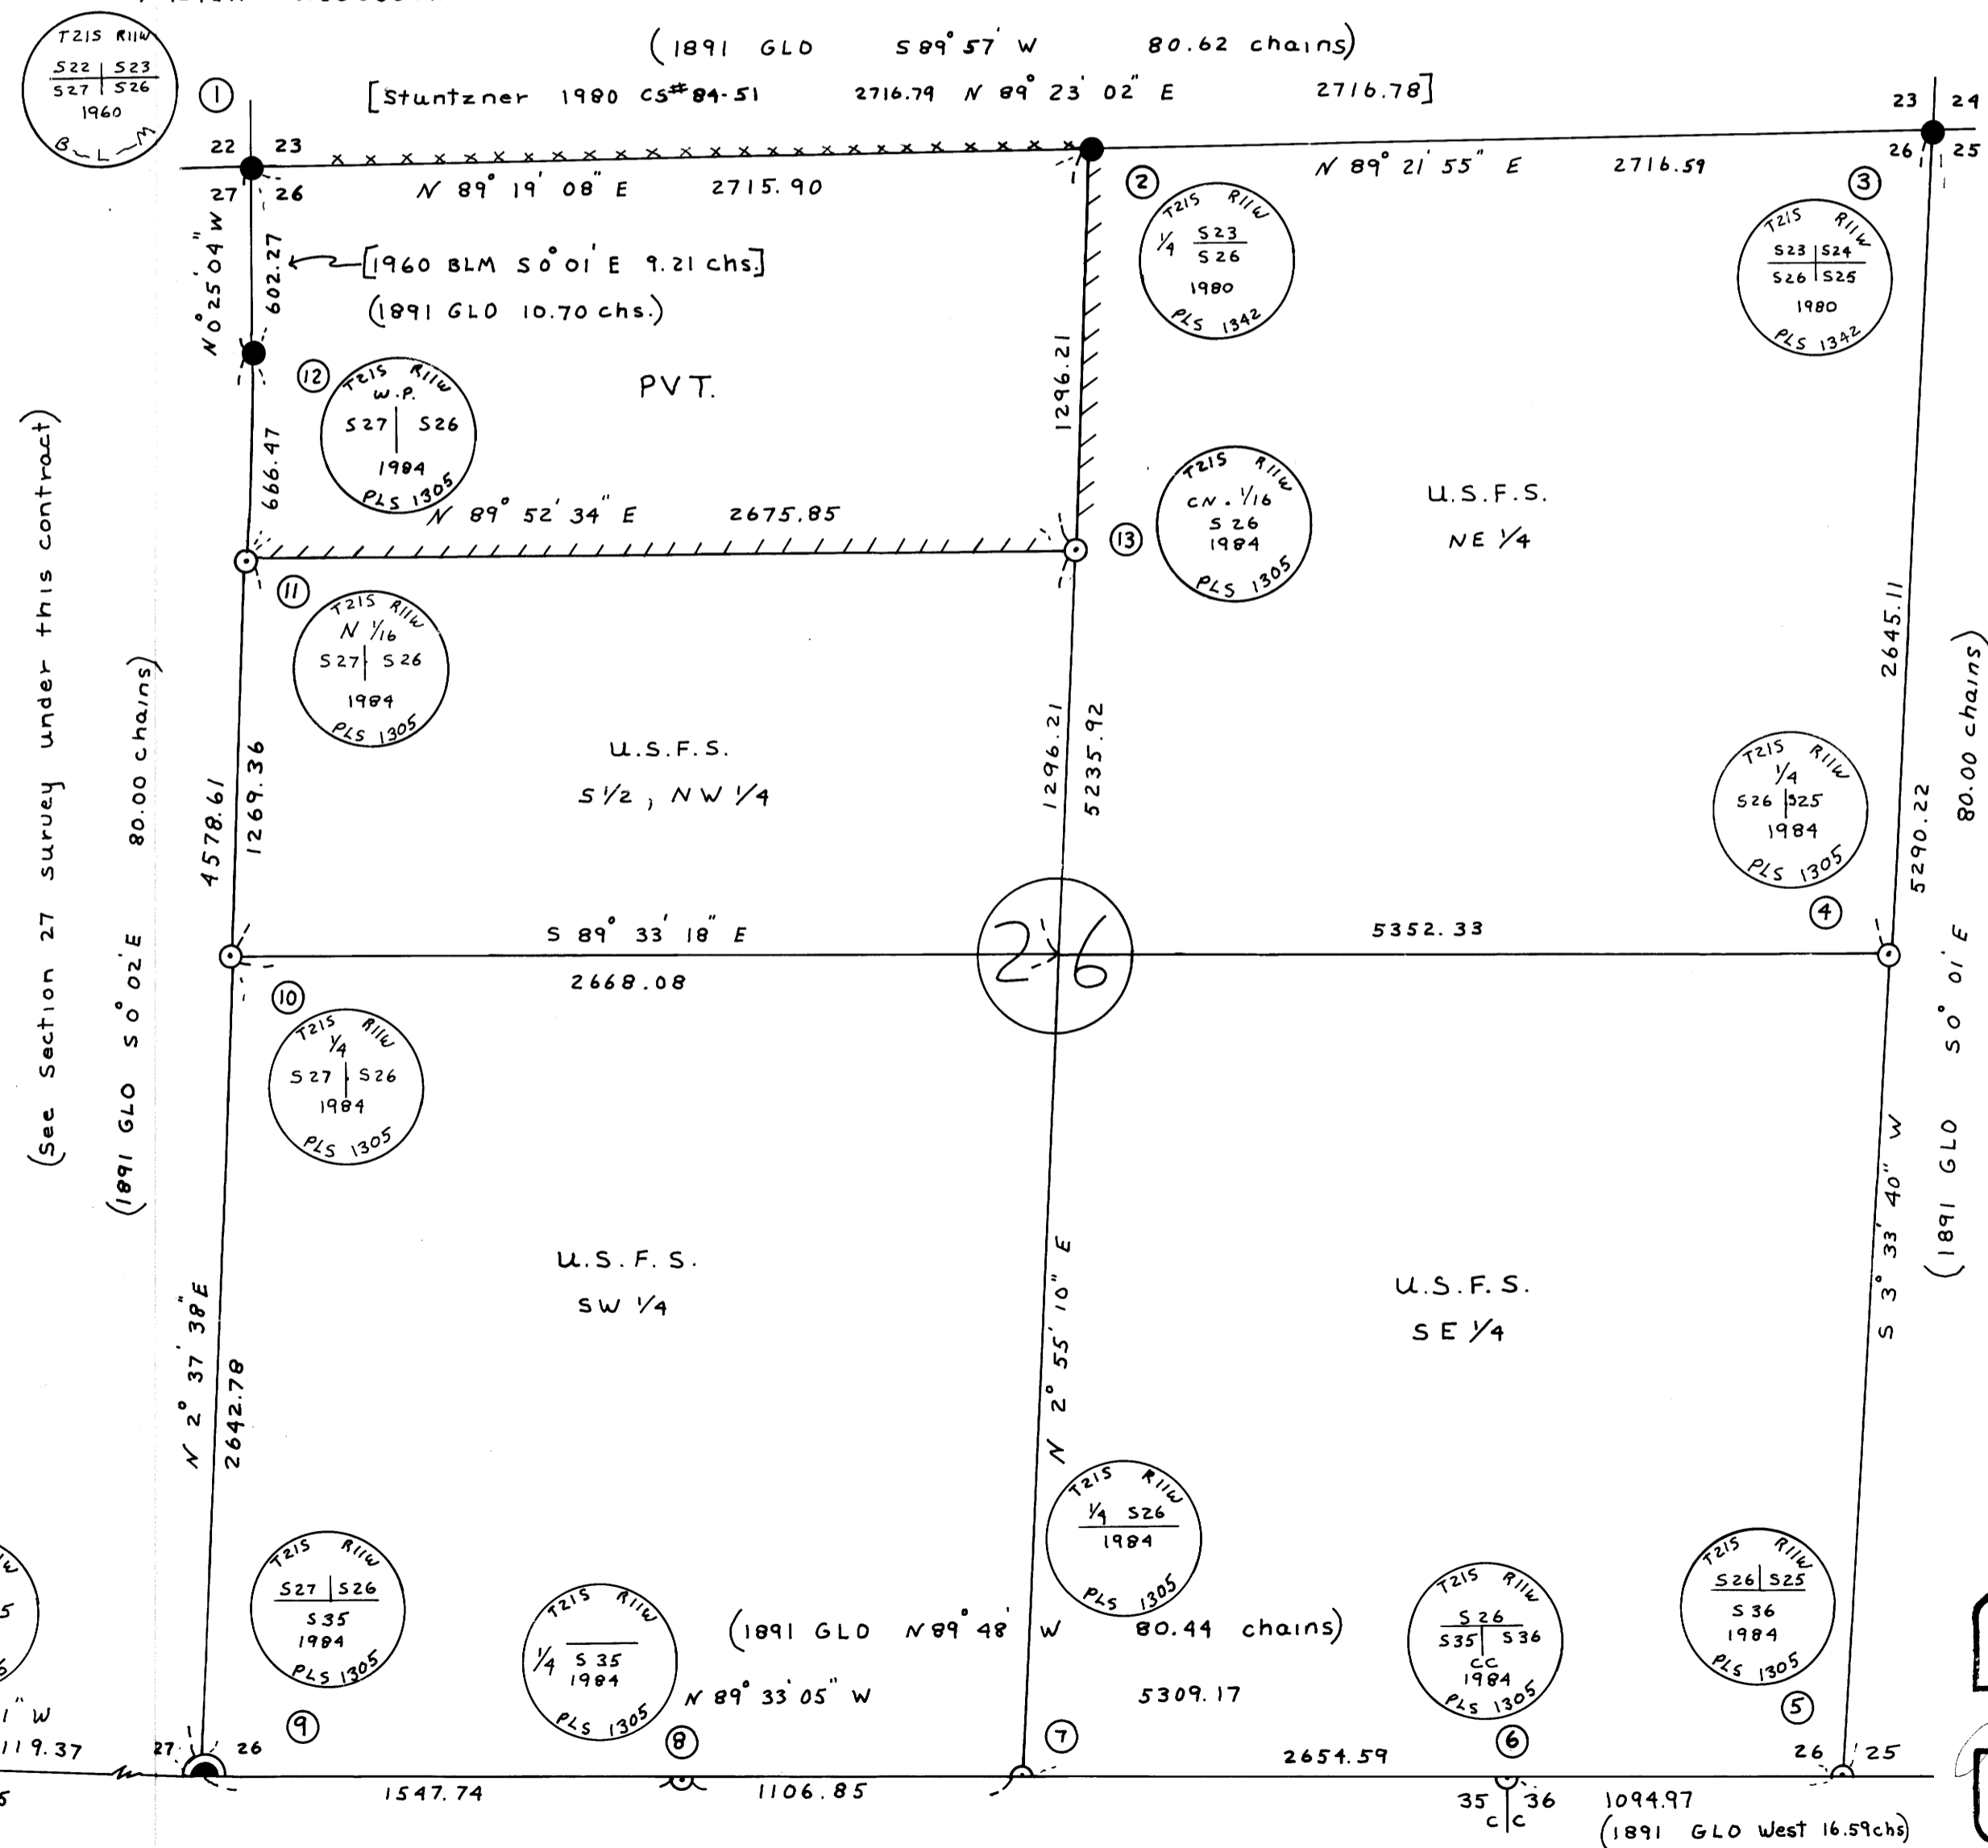 (1891 GLO S 89° 57' W 80.62 chains)
[Stuntzner 1980 CS# 84-51 2716.79 N 89° 23' 02" E 2716.78]
T21S R11W
S22 | S23
S27 | S26
1960
B-L-M
1
22 23
27 26
23 24
26 25
N 89° 19' 08" E 2715.90
N 89° 21' 55" E 2716.59
2
T21S R11W
1/4 S23
S26
1980
PLS 1342
3
T21S R11W
S23 | S24
S26 | S25
1980
PLS 1342
N 0° 25' 04" W
602.27
[1960 BLM S 0° 01' E 9.21 chs.]
(1891 GLO 10.70 chs.)
12
T21S R11W
W.P.
S27 | S26
1984
PLS 1305
PVT.
1296.21
666.47
N 89° 52' 34" E 2675.85
13
T21S R11W
CN. 1/16
S 26
1984
PLS 1305
U.S.F.S.
NE 1/4
11
T21S R11W
N 1/16
S27 | S26
1984
PLS 1305
(See Section 27 survey under this contract)
(1891 GLO S 0° 02' E 80.00 chains)
4578.61
1269.36
U.S.F.S.
S 1/2, NW 1/4
1296.21
5235.92
2645.11
5290.22
(1891 GLO S 0° 01' E 80.00 chains)
T21S R11W
1/4
S26 | S25
1984
PLS 1305
4
S 89° 33' 18" E
2668.08
26
5352.33
10
T21S R11W
1/4
S27 | S26
1984
PLS 1305
N 2° 37' 38" E
2642.78
U.S.F.S.
SW 1/4
N 2° 55' 10" E
U.S.F.S.
SE 1/4
S 3° 33' 40" W
T21S R11W
S27 | S26
S35
1984
PLS 1305
9
T21S R11W
1/4 S 35
1984
PLS 1305
8
(1891 GLO N 89° 48' W 80.44 chains)
N 89° 33' 05" W 5309.17
T21S R11W
1/4 S26
1984
PLS 1305
7
T21S R11W
S 26
S35 | S36
CC
1984
PLS 1305
6
T21S R11W
S26 | S25
S 36
1984
PLS 1305
5
1" W
119.37
27 26
1547.74
1106.85
2654.59
26 25
35 36
C | C
1094.97
(1891 GLO West 16.59chs)